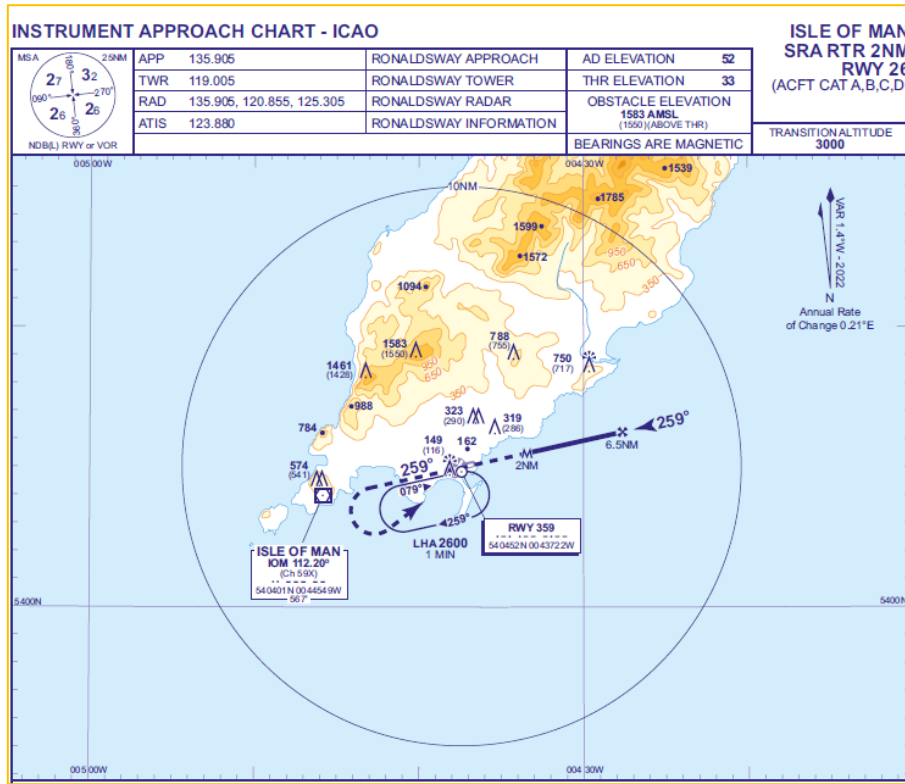 INSTRUMENT APPROACH CHART - ICAO
ISLE OF MAN
SRA RTR 2NM
RWY 26
(ACFT CAT A,B,C,D
MSA 25NM
180°
27 32
090° 270°
26 26
360°
NDB(L) RWY or VOR
APP 135.905 RONALDSWAY APPROACH
TWR 119.005 RONALDSWAY TOWER
RAD 135.905, 120.855, 125.305 RONALDSWAY RADAR
ATIS 123.880 RONALDSWAY INFORMATION
AD ELEVATION 52
THR ELEVATION 33
OBSTACLE ELEVATION
1583 AMSL
(1550)(ABOVE THR)
BEARINGS ARE MAGNETIC
TRANSITION ALTITUDE
3000
005 00W 004 30W
10NM
1539
1785
1599
1572
950
650
350
VAR 1.4°W - 2022
N
Annual Rate
of Change 0.21°E
1094
1583
(1550)
788
(755)
750
(717)
1461
(1428)
950
650
350
988
784
323
(290)
319
(286)
259°
6.5NM
2NM
149
(116)
162
574
(541)
259°
079°
259°
LHA 2600
1 MIN
RWY 359
540452N 0043722W
ISLE OF MAN
IOM 112.20°
(Ch 59X)
540401N 0044549W
567'
5400N 5400N
005 00W 004 30W